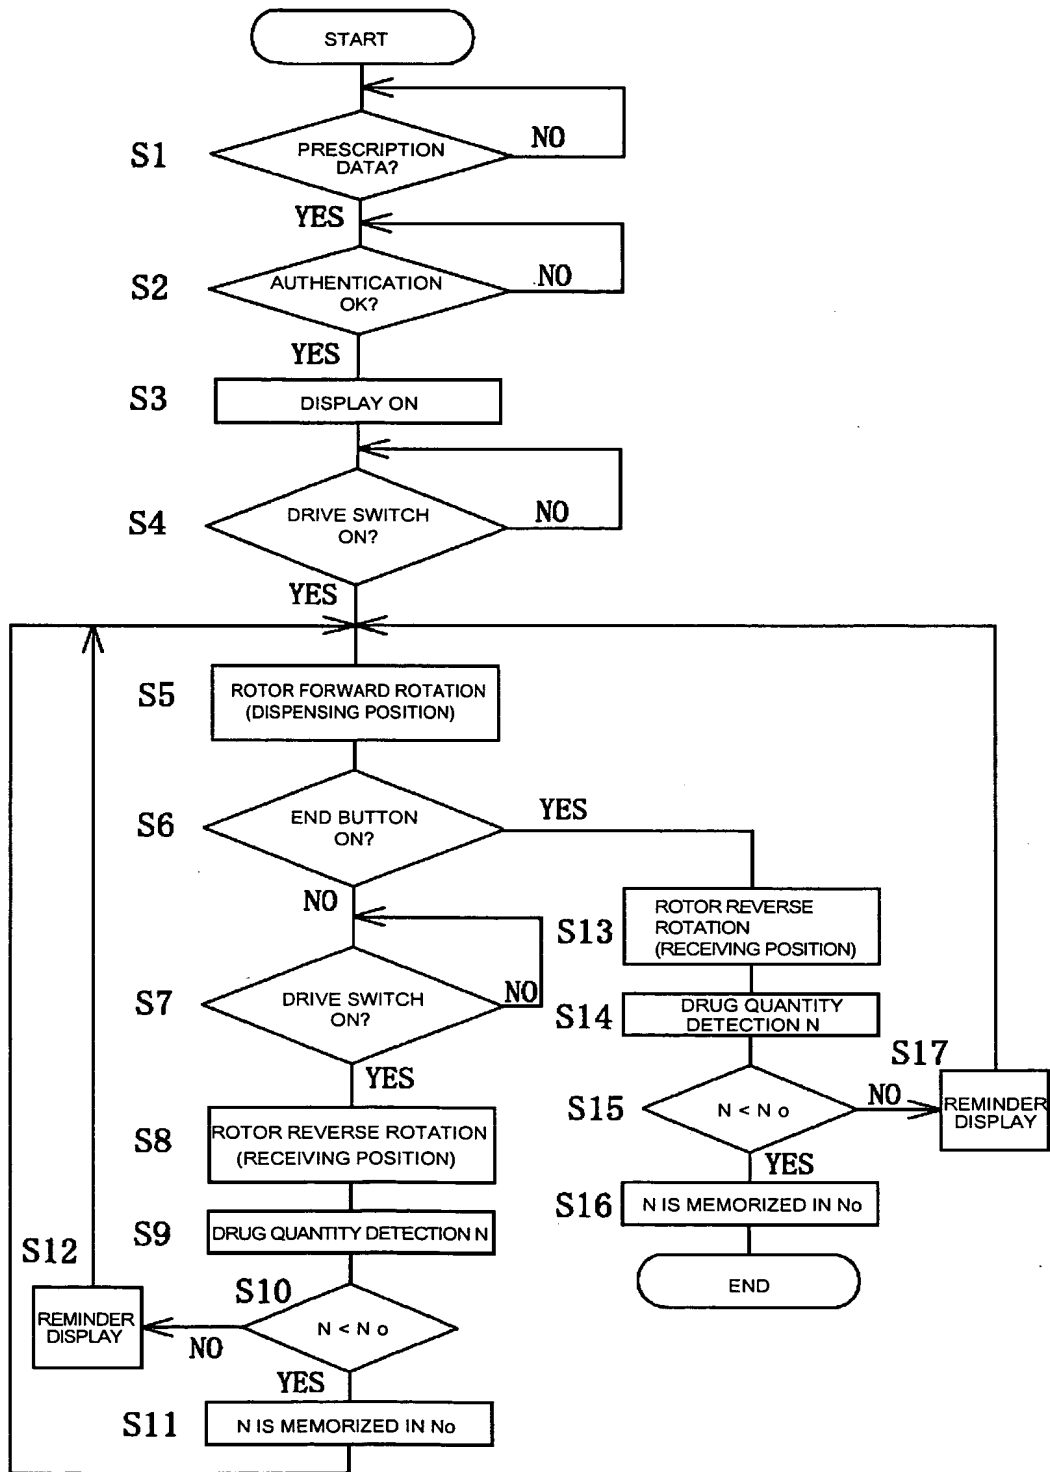 START
S1
PRESCRIPTION
DATA?
NO
YES
S2
AUTHENTICATION
OK?
NO
YES
S3
DISPLAY ON
S4
DRIVE SWITCH
ON?
NO
YES
S5
ROTOR FORWARD ROTATION
(DISPENSING POSITION)
S6
END BUTTON
ON?
YES
NO
S7
DRIVE SWITCH
ON?
NO
YES
S8
ROTOR REVERSE ROTATION
(RECEIVING POSITION)
S9
DRUG QUANTITY DETECTION N
S10
N < No
NO
YES
S12
REMINDER
DISPLAY
S11
N IS MEMORIZED IN No
S13
ROTOR REVERSE
ROTATION
(RECEIVING POSITION)
S14
DRUG QUANTITY
DETECTION N
S15
N < No
NO
YES
S17
REMINDER
DISPLAY
S16
N IS MEMORIZED IN No
END